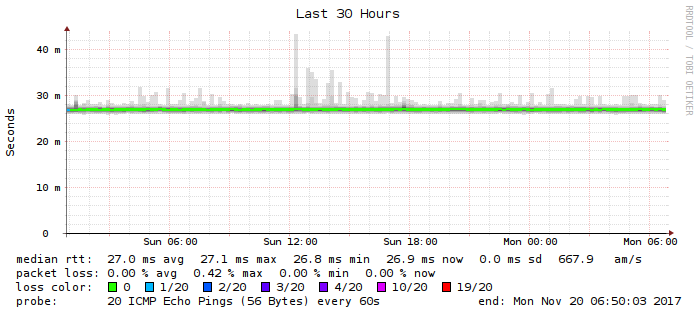 Last 30 Hours
RRDTOOL / TOBI OETIKER
Seconds
40 m
30 m
20 m
10 m
0
Sun 06:00 Sun 12:00 Sun 18:00 Mon 00:00 Mon 06:00
median rtt: 27.0 ms avg 27.1 ms max 26.8 ms min 26.9 ms now 0.0 ms sd 667.9 am/s
packet loss: 0.00 % avg 0.42 % max 0.00 % min 0.00 % now
loss color: 0 1/20 2/20 3/20 4/20 10/20 19/20
probe: 20 ICMP Echo Pings (56 Bytes) every 60s end: Mon Nov 20 06:50:03 2017